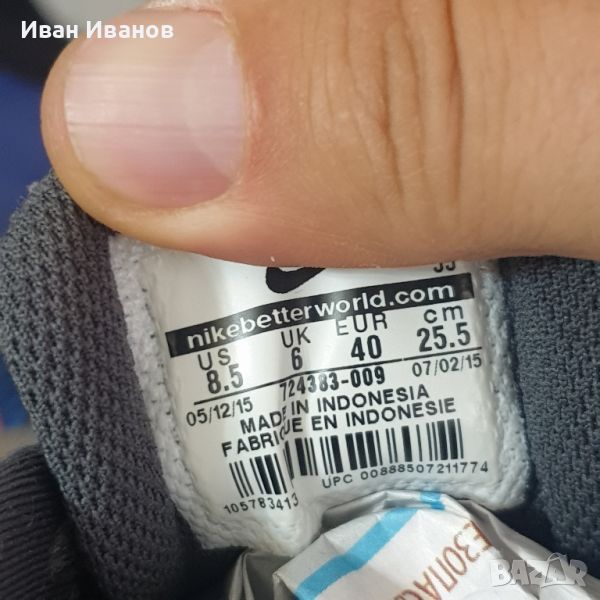 Иван Иванов
nikebetterworld.com
US UK EUR cm
8.5 6 40 25.5
05/12/15 724383-009 07/02/15
MADE IN INDONESIA
FABRIQUE EN INDONESIE
105783413
UPC 00888507211774
БАЗАР